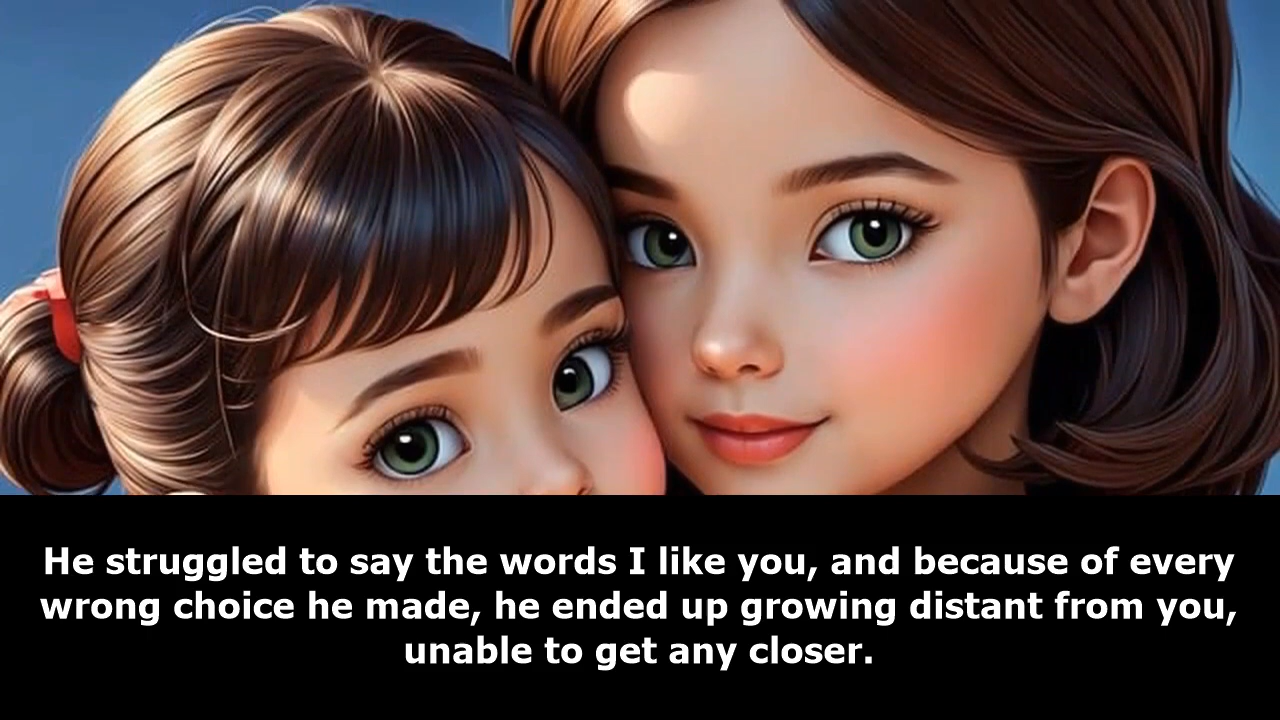 He struggled to say the words I like you, and because of every
wrong choice he made, he ended up growing distant from you,
unable to get any closer.